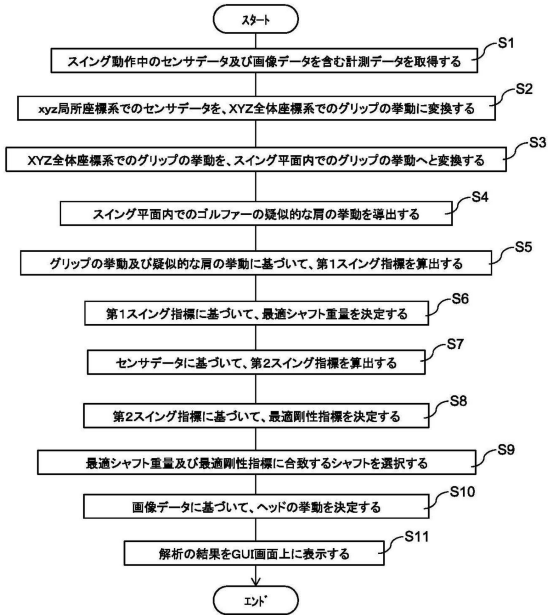 スタート
S1
スイング動作中のセンサデータ及び画像データを含む計測データを取得する
S2
xyz局所座標系でのセンサデータを、XYZ全体座標系でのグリップの挙動に変換する
S3
XYZ全体座標系でのグリップの挙動を、スイング平面内でのグリップの挙動へと変換する
S4
スイング平面内でのゴルファーの疑似的な肩の挙動を導出する
S5
グリップの挙動及び疑似的な肩の挙動に基づいて、第1スイング指標を算出する
S6
第1スイング指標に基づいて、最適シャフト重量を決定する
S7
センサデータに基づいて、第2スイング指標を算出する
S8
第2スイング指標に基づいて、最適剛性指標を決定する
S9
最適シャフト重量及び最適剛性指標に合致するシャフトを選択する
S10
画像データに基づいて、ヘッドの挙動を決定する
S11
解析の結果をGUI画面上に表示する
エンド